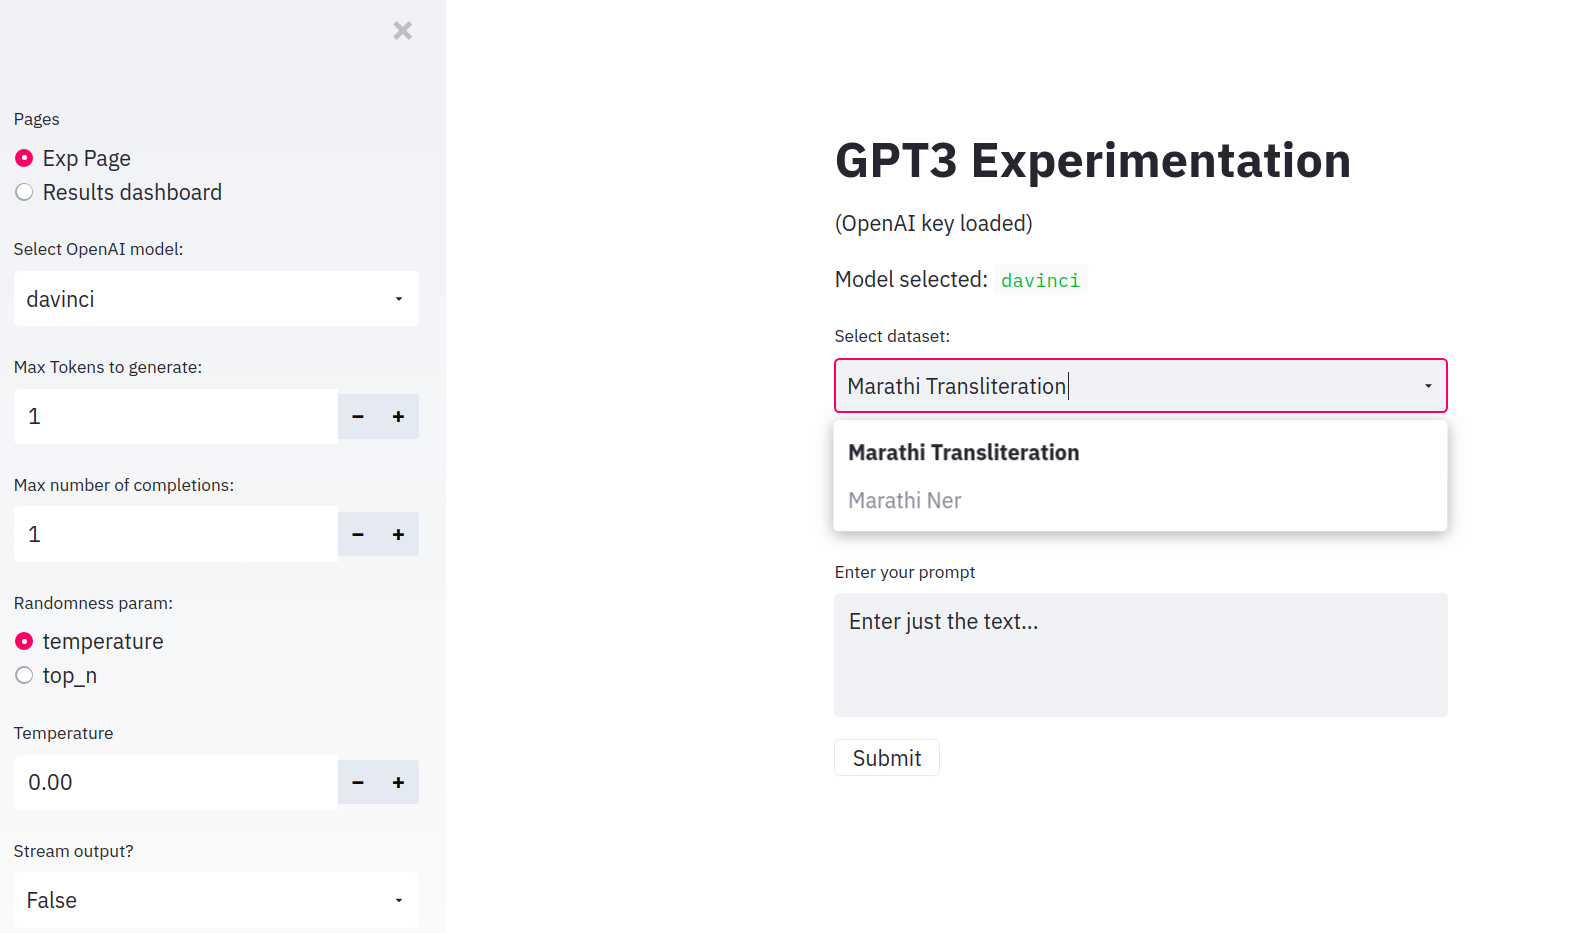 Pages
Exp Page
Results dashboard
Select OpenAI model:
davinci
Max Tokens to generate:
1
Max number of completions:
1
Randomness param:
temperature
top_n
Temperature
0.00
Stream output?
False
GPT3 Experimentation
(OpenAI key loaded)
Model selected: davinci
Select dataset:
Marathi Transliteration
Marathi Transliteration
Marathi Ner
Enter your prompt
Enter just the text...
Submit